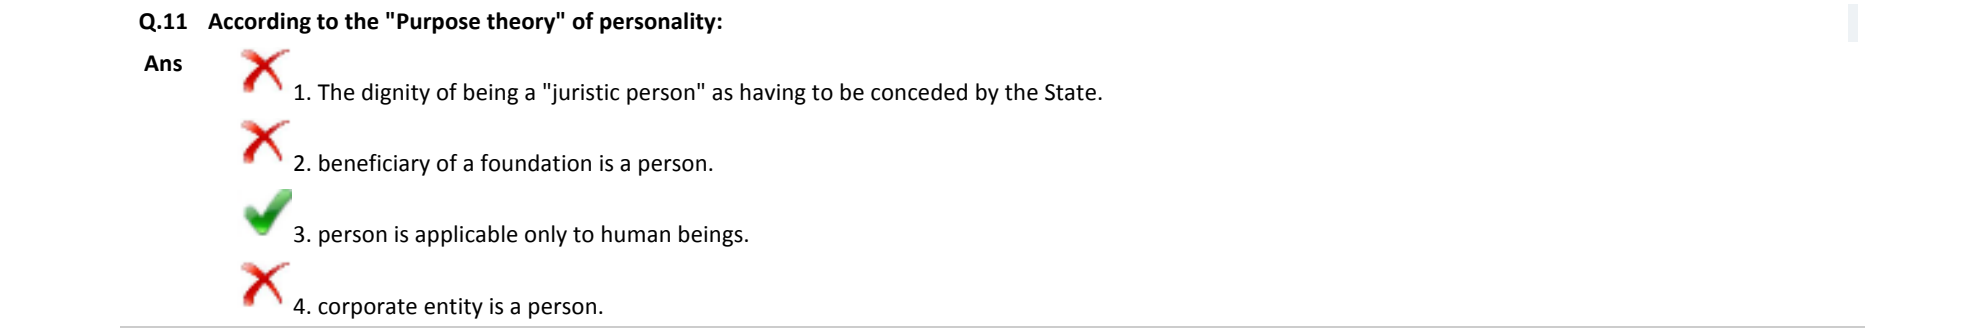 Q.11 According to the "Purpose theory" of personality:
Ans
1. The dignity of being a "juristic person" as having to be conceded by the State.
2. beneficiary of a foundation is a person.
3. person is applicable only to human beings.
4. corporate entity is a person.